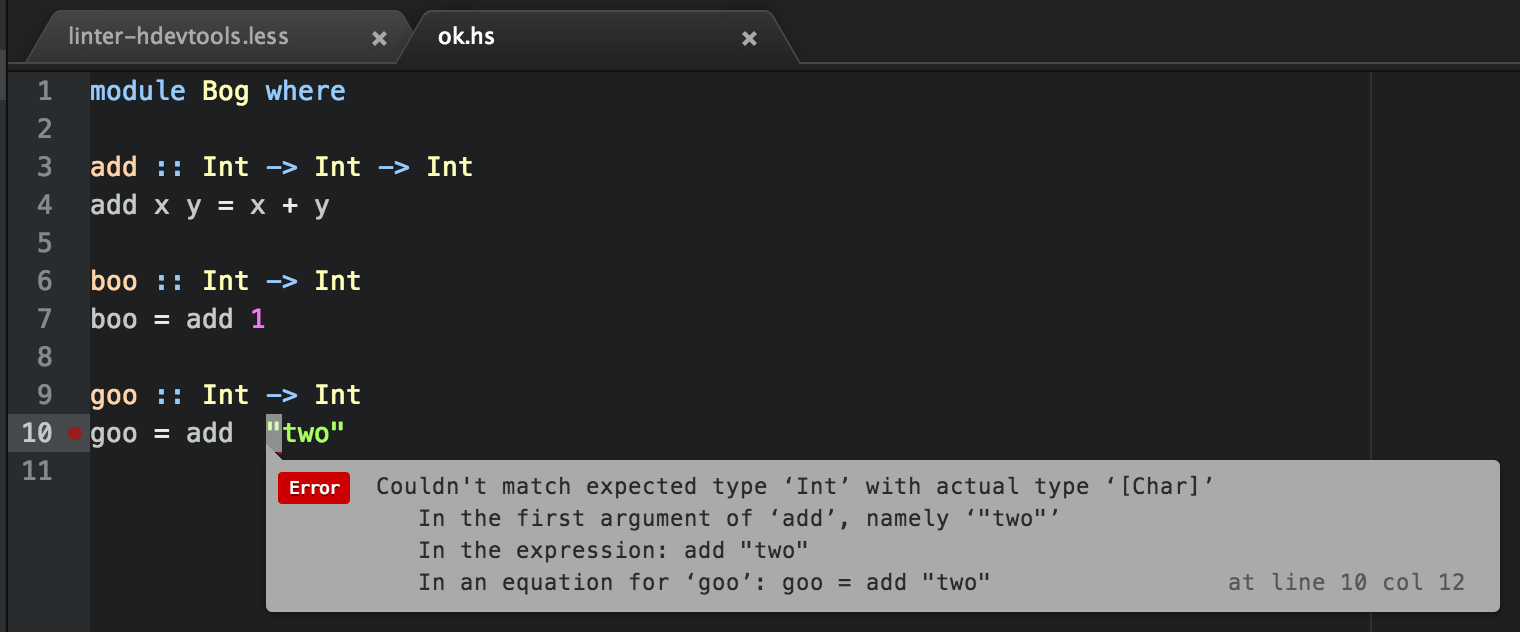 linter-hdevtools.less × ok.hs ×
1 module Bog where
2
3 add :: Int -> Int -> Int
4 add x y = x + y
5
6 boo :: Int -> Int
7 boo = add 1
8
9 goo :: Int -> Int
10 goo = add  "two"
11
Error Couldn't match expected type ‘Int’ with actual type ‘[Char]’
In the first argument of ‘add’, namely ‘"two"’
In the expression: add "two"
In an equation for ‘goo’: goo = add "two" at line 10 col 12